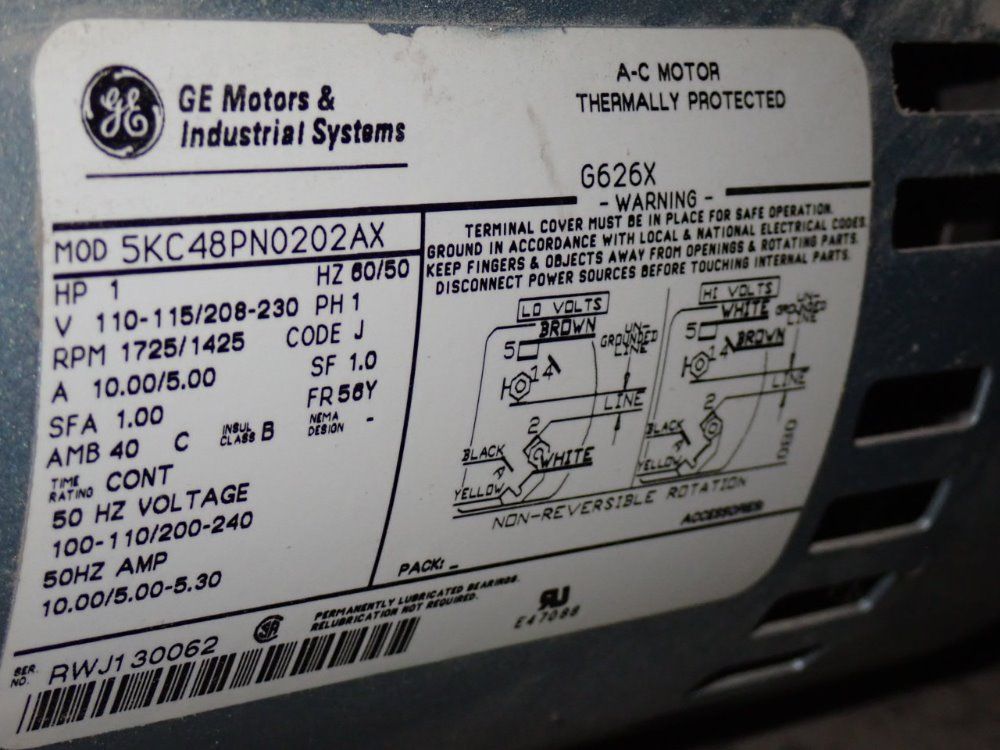 GE
GE Motors &
Industrial Systems
A-C MOTOR
THERMALLY PROTECTED
G626X
MOD 5KC48PN0202AX
HP 1 HZ 60/50
V 110-115/208-230 PH 1
RPM 1725/1425 CODE J
A 10.00/5.00 SF 1.0
SFA 1.00 FR 56Y
AMB 40 C INSUL CLASS B NEMA DESIGN -
TIME RATING CONT
50 HZ VOLTAGE
100-110/200-240
50HZ AMP
10.00/5.00-5.30
- WARNING -
TERMINAL COVER MUST BE IN PLACE FOR SAFE OPERATION.
GROUND IN ACCORDANCE WITH LOCAL & NATIONAL ELECTRICAL CODES.
KEEP FINGERS & OBJECTS AWAY FROM OPENINGS & ROTATING PARTS.
DISCONNECT POWER SOURCES BEFORE TOUCHING INTERNAL PARTS.
LO VOLTS
BROWN
UN-
GROUNDED
LINE
5
14
LINE
2
BLACK
WHITE
YELLOW
HI VOLTS
WHITE
UN-
GROUNDED
LINE
5
14
BROWN
LINE
2
BLACK
YELLOW
GRD
NON-REVERSIBLE ROTATION
ACCESSORIES:
PACK: -
SER. NO. RWJ130062
PERMANENTLY LUBRICATED BEARINGS.
RELUBRICATION NOT REQUIRED.
E47088